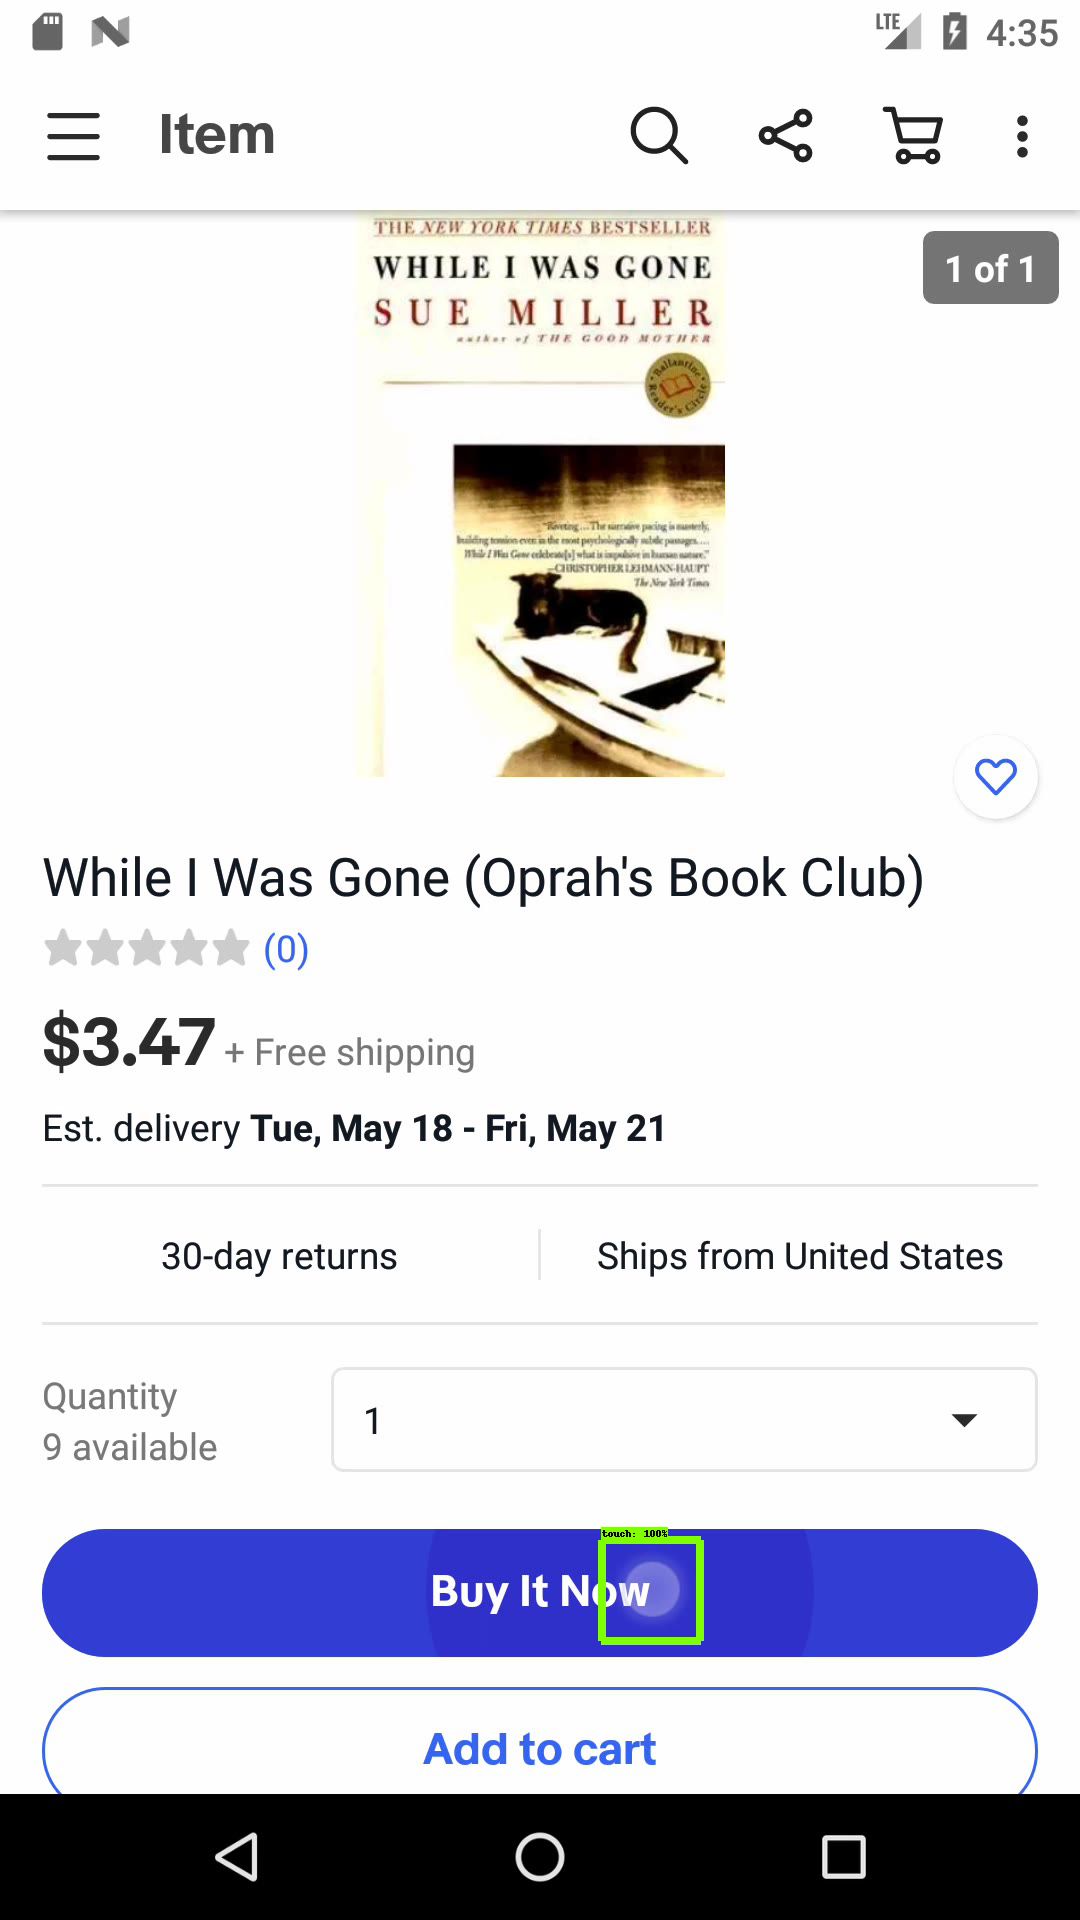 LTE 4:35
Item
1 of 1
THE NEW YORK TIMES BESTSELLER
WHILE I WAS GONE
SUE MILLER
author of THE GOOD MOTHER
Ballantine Reader's Circle
"Riveting...The narrative pacing is masterly,
building tension even in the most psychologically subtle passages....
While I Was Gone celebrate[s] what is impulsive in human nature."
—CHRISTOPHER LEHMANN-HAUPT
The New York Times
While I Was Gone (Oprah's Book Club)
(0)
$3.47 + Free shipping
Est. delivery Tue, May 18 - Fri, May 21
30-day returns
Ships from United States
Quantity
9 available
1
touch: 100%
Buy It Now
Add to cart